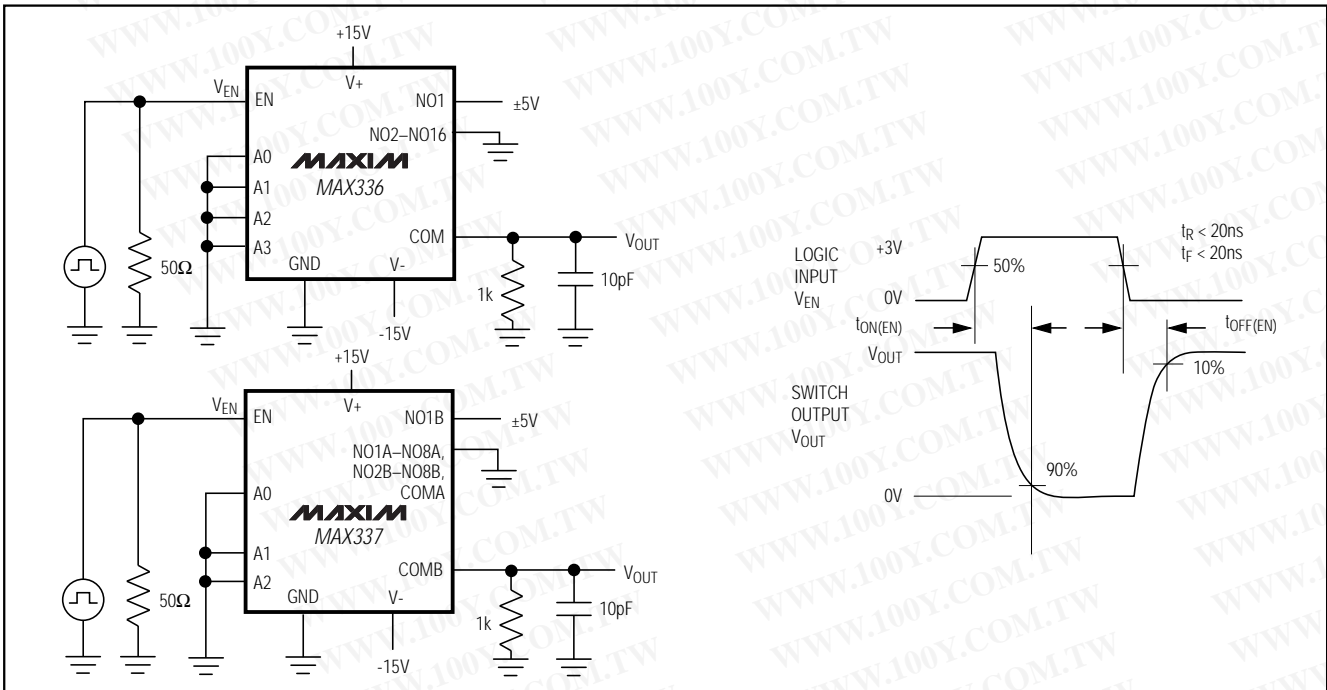 +15V
V+
VEN
EN
NO1
±5V
NO2–NO16
A0
MAXIM
A1
MAX336
A2
A3
COM
VOUT
50Ω
GND
V-
1k
10pF
-15V
+15V
V+
VEN
EN
NO1B
±5V
NO1A–NO8A,
NO2B–NO8B,
COMA
A0
MAXIM
MAX337
A1
A2
COMB
VOUT
50Ω
GND
V-
1k
10pF
-15V
LOGIC
INPUT
VEN
+3V
0V
50%
tR < 20ns
tF < 20ns
tON(EN)
tOFF(EN)
VOUT
10%
SWITCH
OUTPUT
VOUT
90%
0V
WWW.100Y.COM.TW